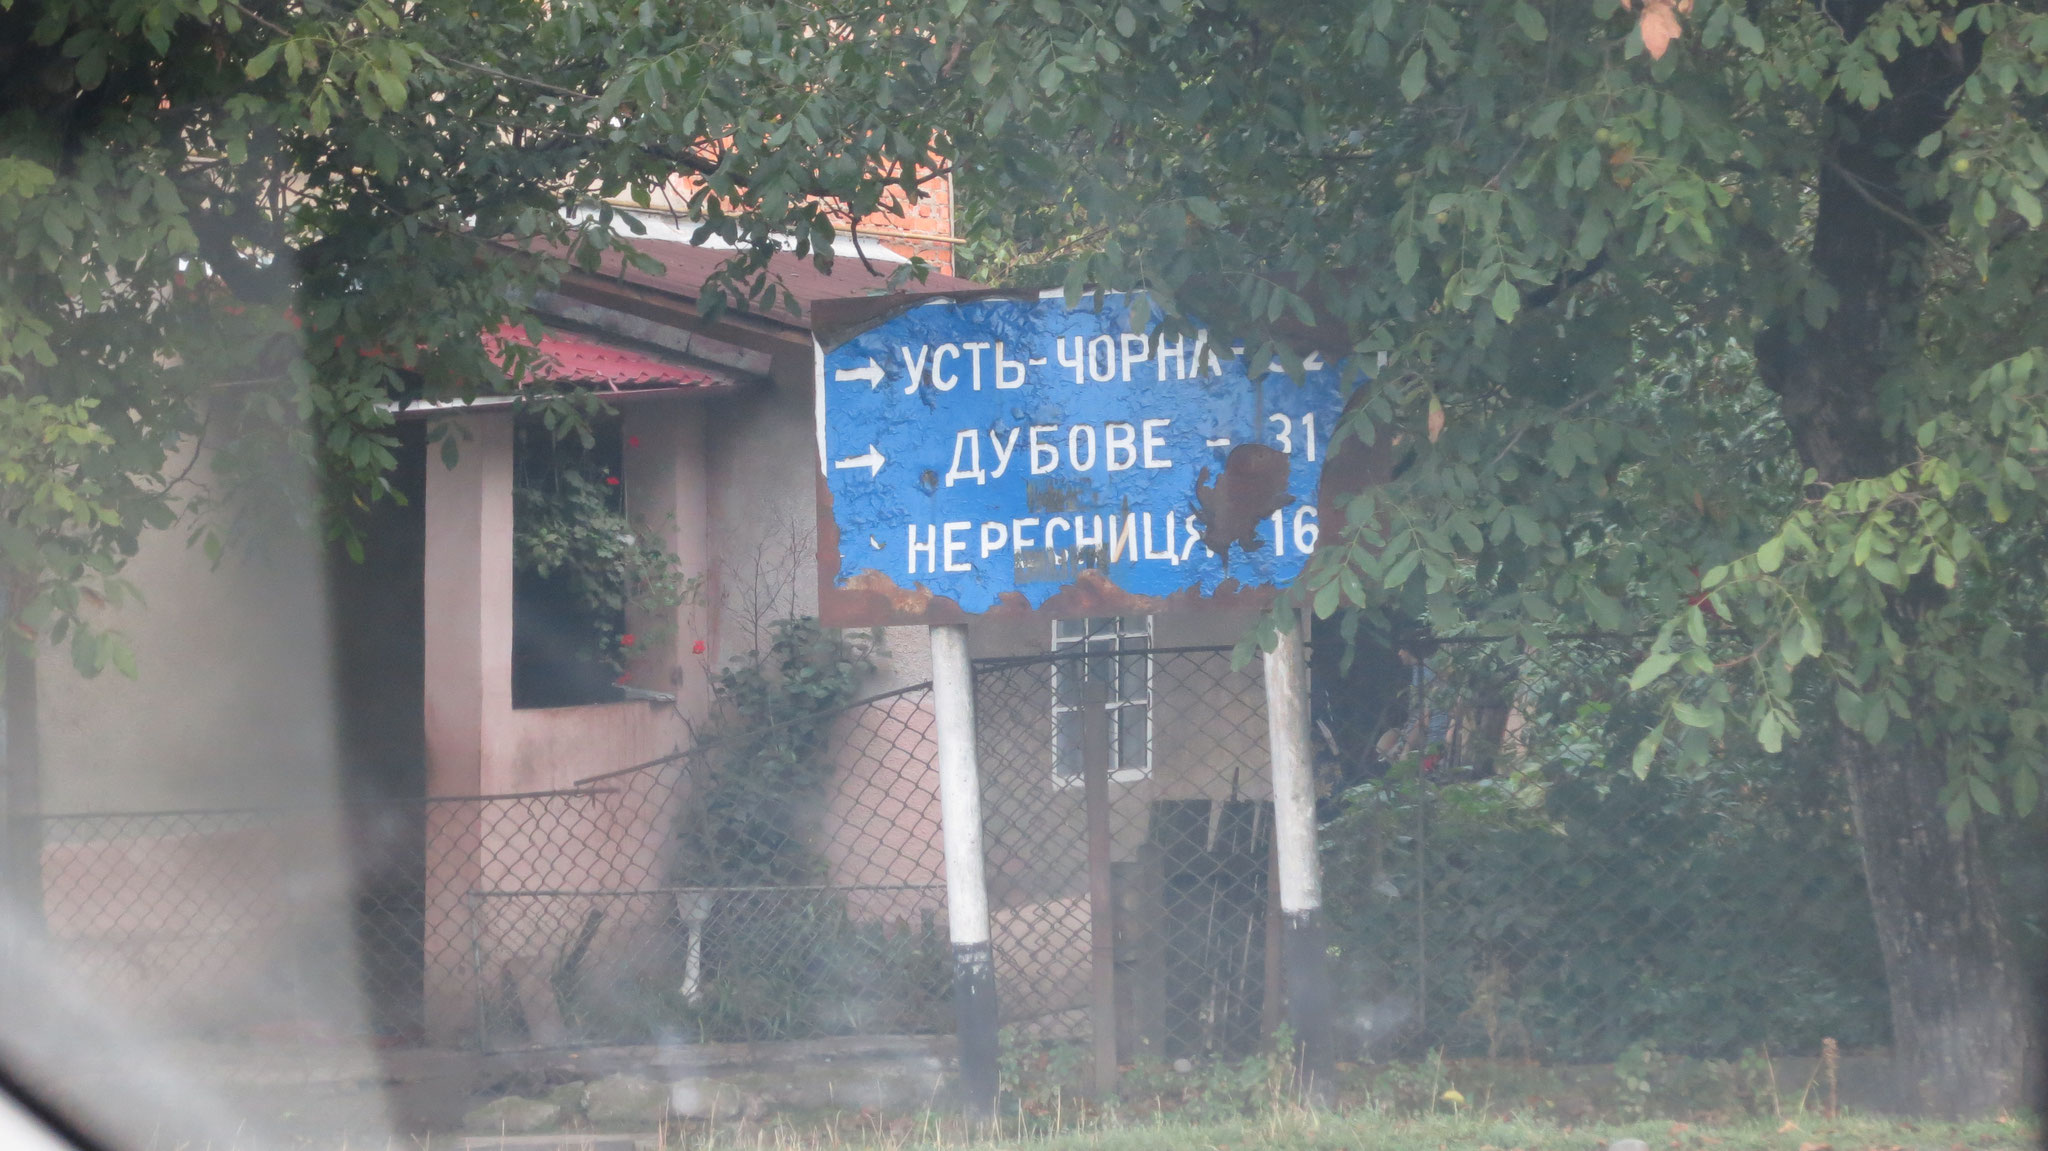 → УСТЬ-ЧОРНА -
→ ДУБОВЕ - 31
НЕРЕСНИЦЯ 16